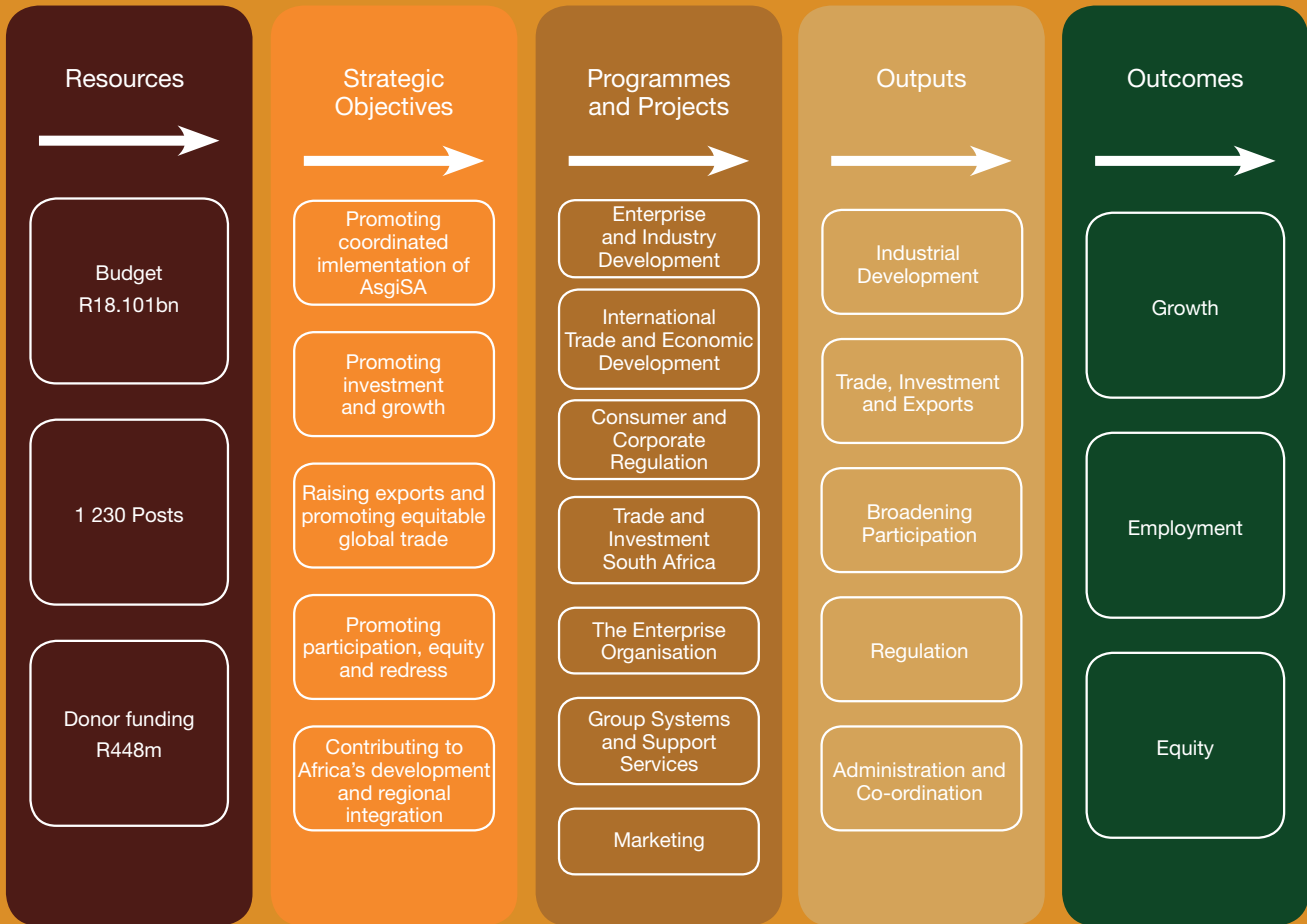 Resources
Budget
R18.101bn
1 230 Posts
Donor funding
R448m
Strategic
Objectives
Promoting
coordinated
imlementation of
AsgiSA
Promoting
investment
and growth
Raising exports and
promoting equitable
global trade
Promoting
participation, equity
and redress
Contributing to
Africa's development
and regional
integration
Programmes
and Projects
Enterprise
and Industry
Development
International
Trade and Economic
Development
Consumer and
Corporate
Regulation
Trade and
Investment
South Africa
The Enterprise
Organisation
Group Systems
and Support
Services
Marketing
Outputs
Industrial
Development
Trade, Investment
and Exports
Broadening
Participation
Regulation
Administration and
Co-ordination
Outcomes
Growth
Employment
Equity